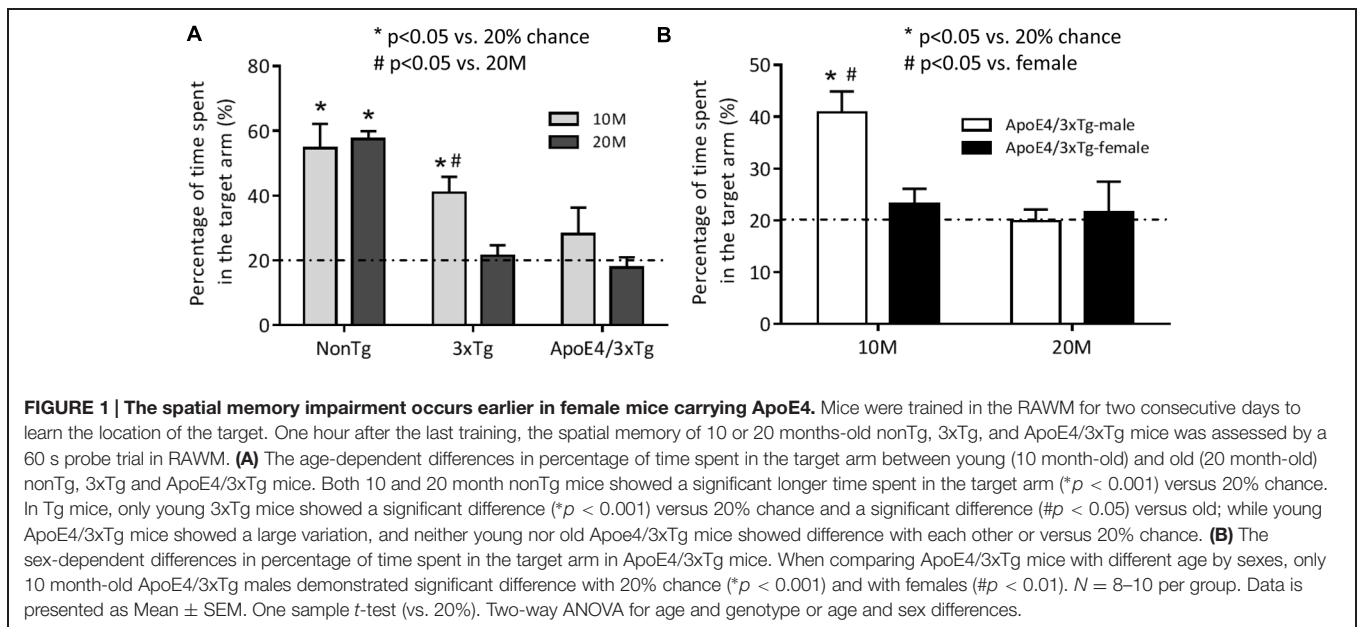 A
* p<0.05 vs. 20% chance
# p<0.05 vs. 20M
Percentage of time spent
in the target arm (%)
80
60
40
20
0
* * * #
10M
20M
NonTg 3xTg ApoE4/3xTg
B
* p<0.05 vs. 20% chance
# p<0.05 vs. female
Percentage of time spent
in the target arm (%)
50
40
30
20
10
0
* #
ApoE4/3xTg-male
ApoE4/3xTg-female
10M 20M
FIGURE 1 | The spatial memory impairment occurs earlier in female mice carrying ApoE4. Mice were trained in the RAWM for two consecutive days to
learn the location of the target. One hour after the last training, the spatial memory of 10 or 20 months-old nonTg, 3xTg, and ApoE4/3xTg mice was assessed by a
60 s probe trial in RAWM. (A) The age-dependent differences in percentage of time spent in the target arm between young (10 month-old) and old (20 month-old)
nonTg, 3xTg and ApoE4/3xTg mice. Both 10 and 20 month nonTg mice showed a significant longer time spent in the target arm (*p < 0.001) versus 20% chance.
In Tg mice, only young 3xTg mice showed a significant difference (*p < 0.001) versus 20% chance and a significant difference (#p < 0.05) versus old; while young
ApoE4/3xTg mice showed a large variation, and neither young nor old Apoe4/3xTg mice showed difference with each other or versus 20% chance. (B) The
sex-dependent differences in percentage of time spent in the target arm in ApoE4/3xTg mice. When comparing ApoE4/3xTg mice with different age by sexes, only
10 month-old ApoE4/3xTg males demonstrated significant difference with 20% chance (*p < 0.001) and with females (#p < 0.01). N = 8–10 per group. Data is
presented as Mean ± SEM. One sample t-test (vs. 20%). Two-way ANOVA for age and genotype or age and sex differences.